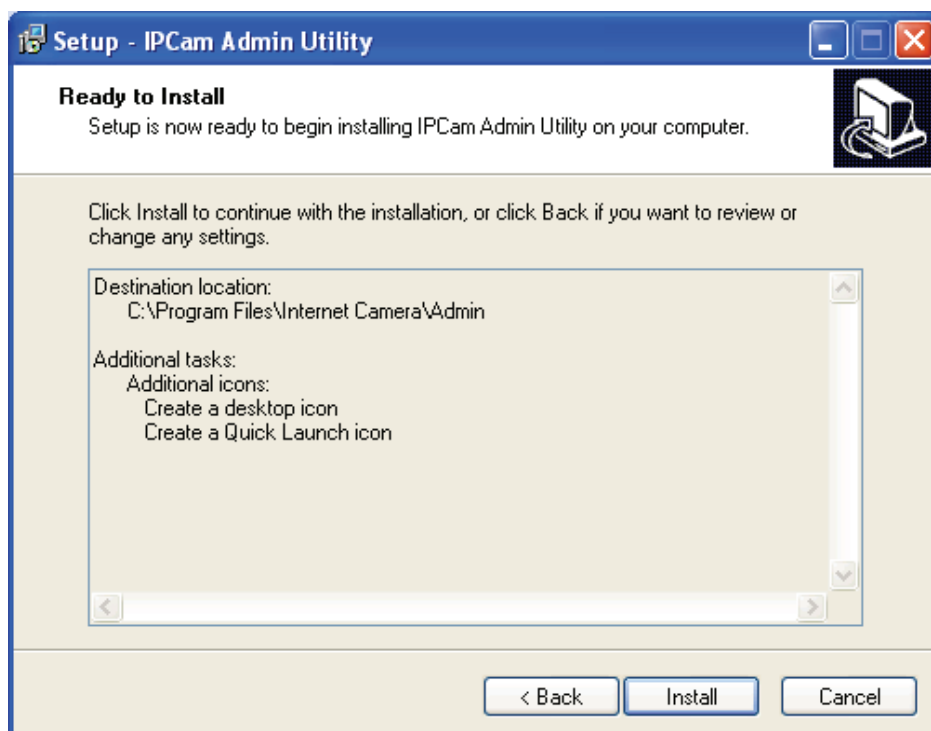 Setup - IPCam Admin Utility
Ready to Install
Setup is now ready to begin installing IPCam Admin Utility on your computer.
Click Install to continue with the installation, or click Back if you want to review or
change any settings.
Destination location:
C:\Program Files\Internet Camera\Admin
Additional tasks:
Additional icons:
Create a desktop icon
Create a Quick Launch icon
< Back
Install
Cancel